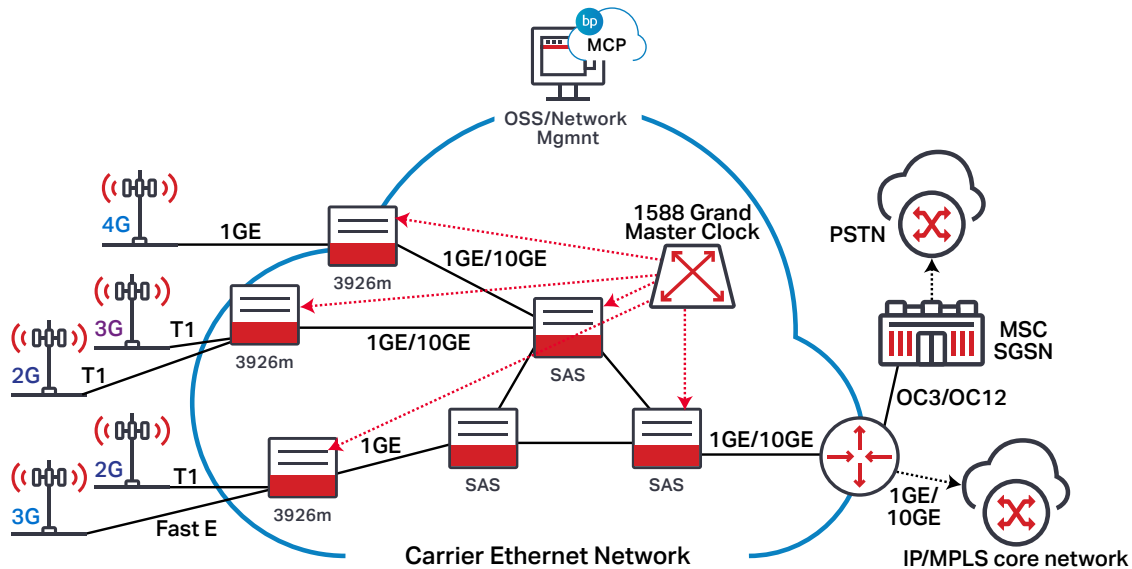 bp
MCP
OSS/Network
Mgmnt
4G
1GE
3926m
1GE/10GE
1588 Grand
Master Clock
PSTN
3G
T1
3926m
1GE/10GE
SAS
MSC
SGSN
2G
T1
OC3/OC12
2G
T1
3926m
1GE
SAS
SAS
1GE/10GE
1GE/
10GE
3G
Fast E
Carrier Ethernet Network
IP/MPLS core network